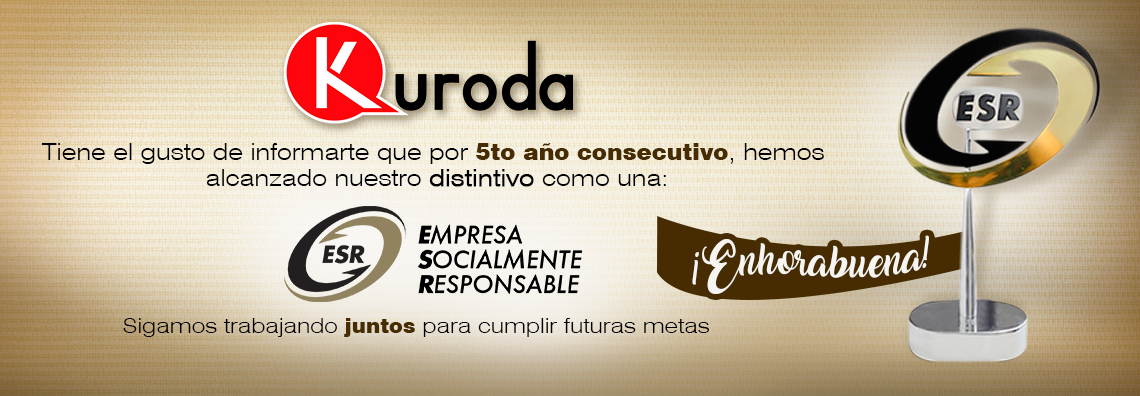 Kuroda
Tiene el gusto de informarte que por 5to año consecutivo, hemos
alcanzado nuestro distintivo como una:
ESR
EMPRESA
SOCIALMENTE
RESPONSABLE
¡Enhorabuena!
Sigamos trabajando juntos para cumplir futuras metas
ESR